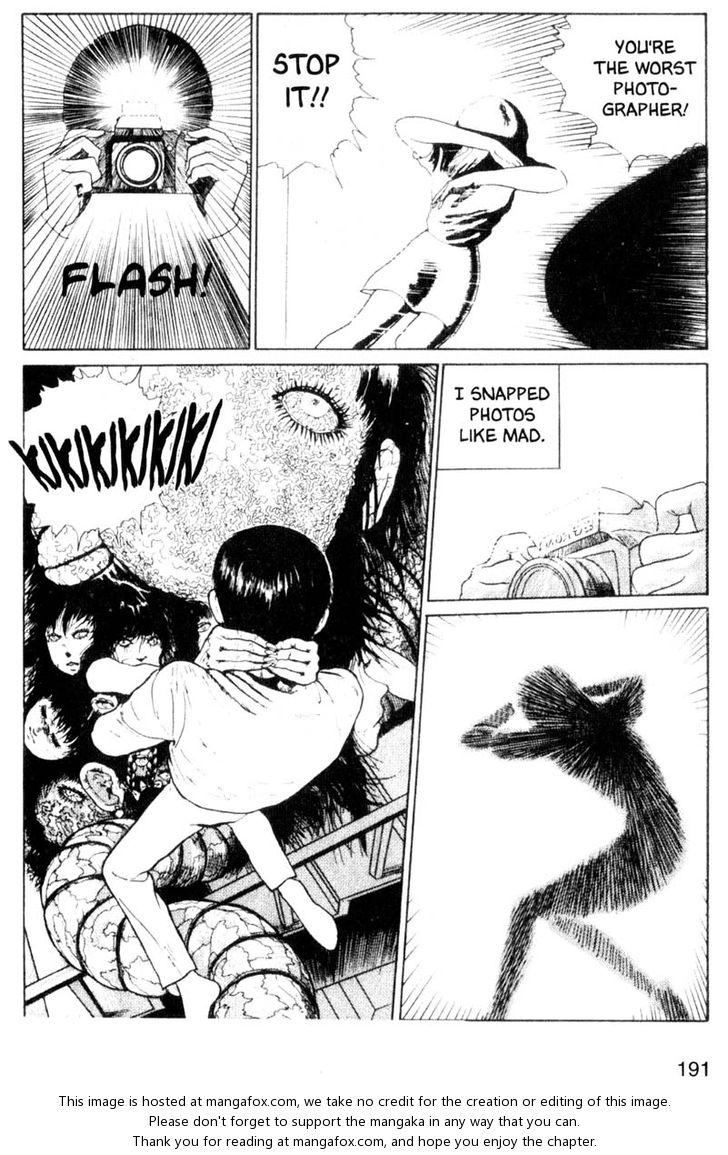 STOP
IT!!
YOU'RE
THE WORST
PHOTO-
GRAPHER!
FLASH!
KIKIKIKIKIKI
I SNAPPED
PHOTOS
LIKE MAD.
191
This image is hosted at mangafox.com, we take no credit for the creation or editing of this image.
Please don't forget to support the mangaka in any way that you can.
Thank you for reading at mangafox.com, and hope you enjoy the chapter.